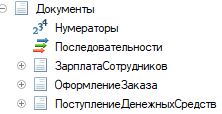 Документы
Нумераторы
Последовательности
ЗарплатаСотрудников
ОформлениеЗаказа
ПоступлениеДенежныхСредств